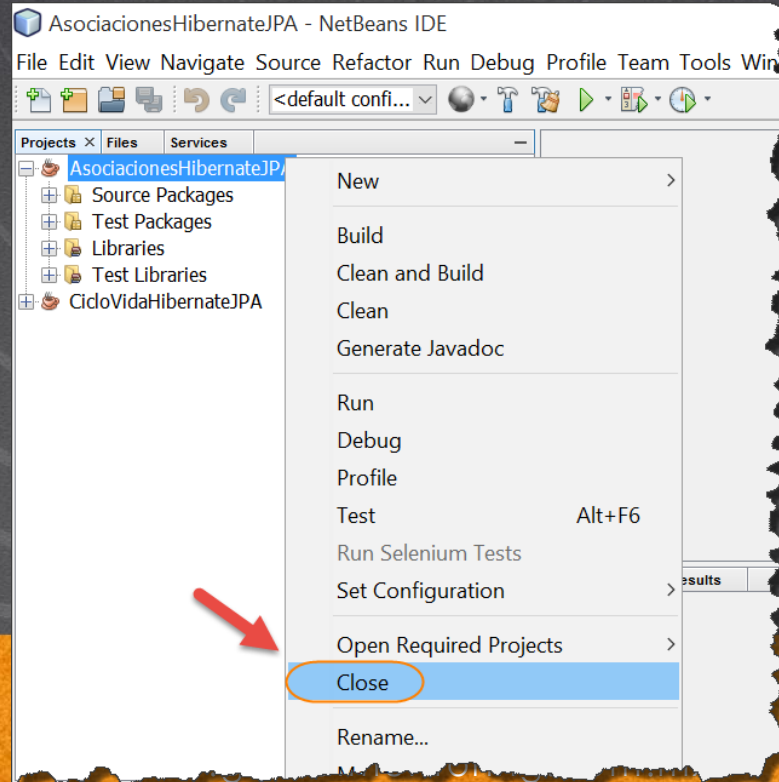 AsociacionesHibernateJPA - NetBeans IDE
File Edit View Navigate Source Refactor Run Debug Profile Team Tools
<default confi...
Projects Files Services
AsociacionesHibernateJPA
Source Packages
Test Packages
Libraries
Test Libraries
CicloVidaHibernateJPA
New
Build
Clean and Build
Clean
Generate Javadoc
Run
Debug
Profile
Test Alt+F6
Run Selenium Tests
Set Configuration
Open Required Projects
Close
Rename...